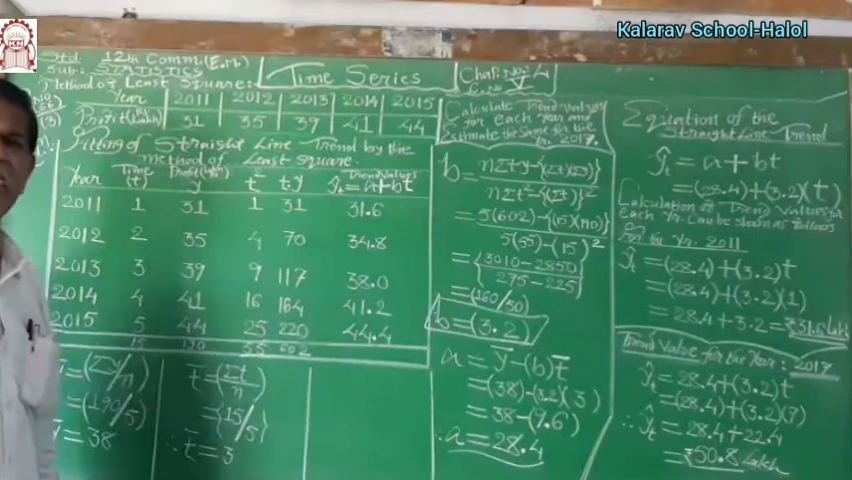 Kalarav School-Halol
KN
Std 12th Comm.(E.M)
Sub: STATISTICS
Time Series
Method of Least Square:
Year 2011 2012 2013 2014 2015
Profit (Lakh) 31 35 39 41 44
Fitting of Straight Line Trend by the
method of Least square.
Year Time (t) Profit y t² t.y Trend Values ŷt = a+bt
2011 1 31 1 31 31.6
2012 2 35 4 70 34.8
2013 3 39 9 117 38.0
2014 4 41 16 164 41.2
2015 5 44 25 220 44.4
15 190 55 602
= (Σy/n)
= (190/5)
ȳ = 38
t̄ = (Σt/n)
= (15/5)
∴ t̄ = 3
Calculate Trend values
for each Year and
Estimate the same for the
Yr. 2017.
b = nΣty-{(Σt)(Σy)}
nΣt²-(Σt)²
= 5(602)-{(15)(190)}
5(55)-(15)²
= {3010-2850
275-225}
= (160/50)
b = (3.2)
a = ȳ-(b)t̄
= (38)-(3.2)(3)
= 38-(9.6)
∴ a = 28.4
Equation of the
Straight Line Trend
ŷt = a+bt
= (28.4)+(3.2)(t)
Calculation of Trend Values for
each Yr. Can be shown as follows
For the Yr. 2011
ŷt = (28.4)+(3.2)t
= (28.4)+(3.2)(1)
= 28.4+3.2=₹31.6 Lakh
Trend Value for the Year: 2017
ŷt = 28.4+(3.2)t
= (28.4)+(3.2)(7)
∴ ŷt = 28.4+22.4
= ₹50.8 Lakh